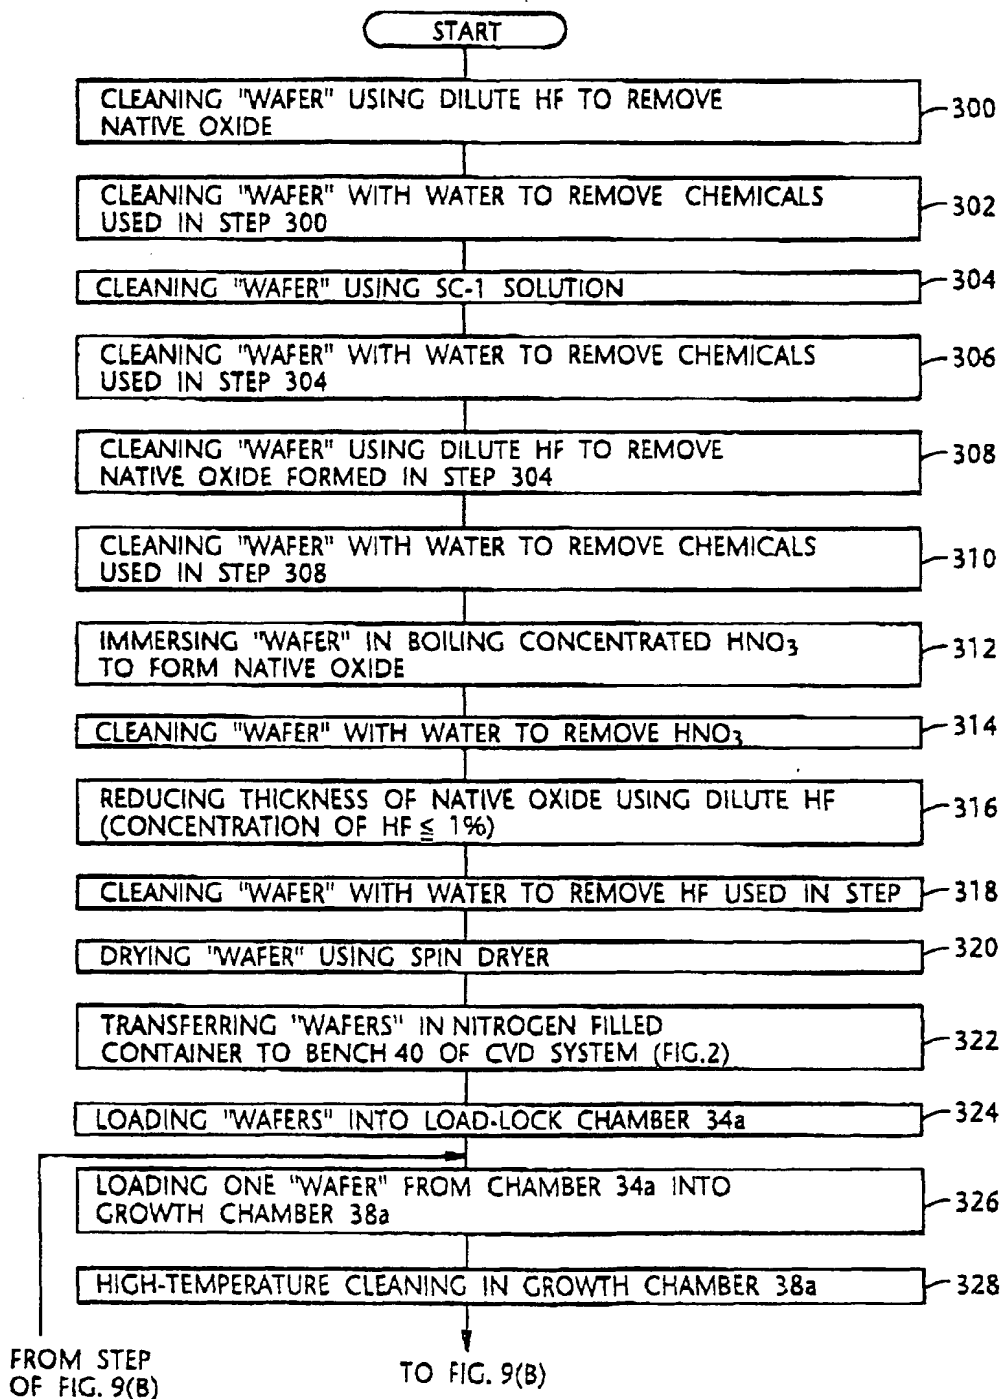 START
CLEANING "WAFER" USING DILUTE HF TO REMOVE
NATIVE OXIDE
300
CLEANING "WAFER" WITH WATER TO REMOVE CHEMICALS
USED IN STEP 300
302
CLEANING "WAFER" USING SC-1 SOLUTION
304
CLEANING "WAFER" WITH WATER TO REMOVE CHEMICALS
USED IN STEP 304
306
CLEANING "WAFER" USING DILUTE HF TO REMOVE
NATIVE OXIDE FORMED IN STEP 304
308
CLEANING "WAFER" WITH WATER TO REMOVE CHEMICALS
USED IN STEP 308
310
IMMERSING "WAFER" IN BOILING CONCENTRATED HNO3
TO FORM NATIVE OXIDE
312
CLEANING "WAFER" WITH WATER TO REMOVE HNO3
314
REDUCING THICKNESS OF NATIVE OXIDE USING DILUTE HF
(CONCENTRATION OF HF ≦ 1%)
316
CLEANING "WAFER" WITH WATER TO REMOVE HF USED IN STEP
318
DRYING "WAFER" USING SPIN DRYER
320
TRANSFERRING "WAFERS" IN NITROGEN FILLED
CONTAINER TO BENCH 40 OF CVD SYSTEM (FIG.2)
322
LOADING "WAFERS" INTO LOAD-LOCK CHAMBER 34a
324
LOADING ONE "WAFER" FROM CHAMBER 34a INTO
GROWTH CHAMBER 38a
326
HIGH-TEMPERATURE CLEANING IN GROWTH CHAMBER 38a
328
FROM STEP
OF FIG. 9(B)
TO FIG. 9(B)